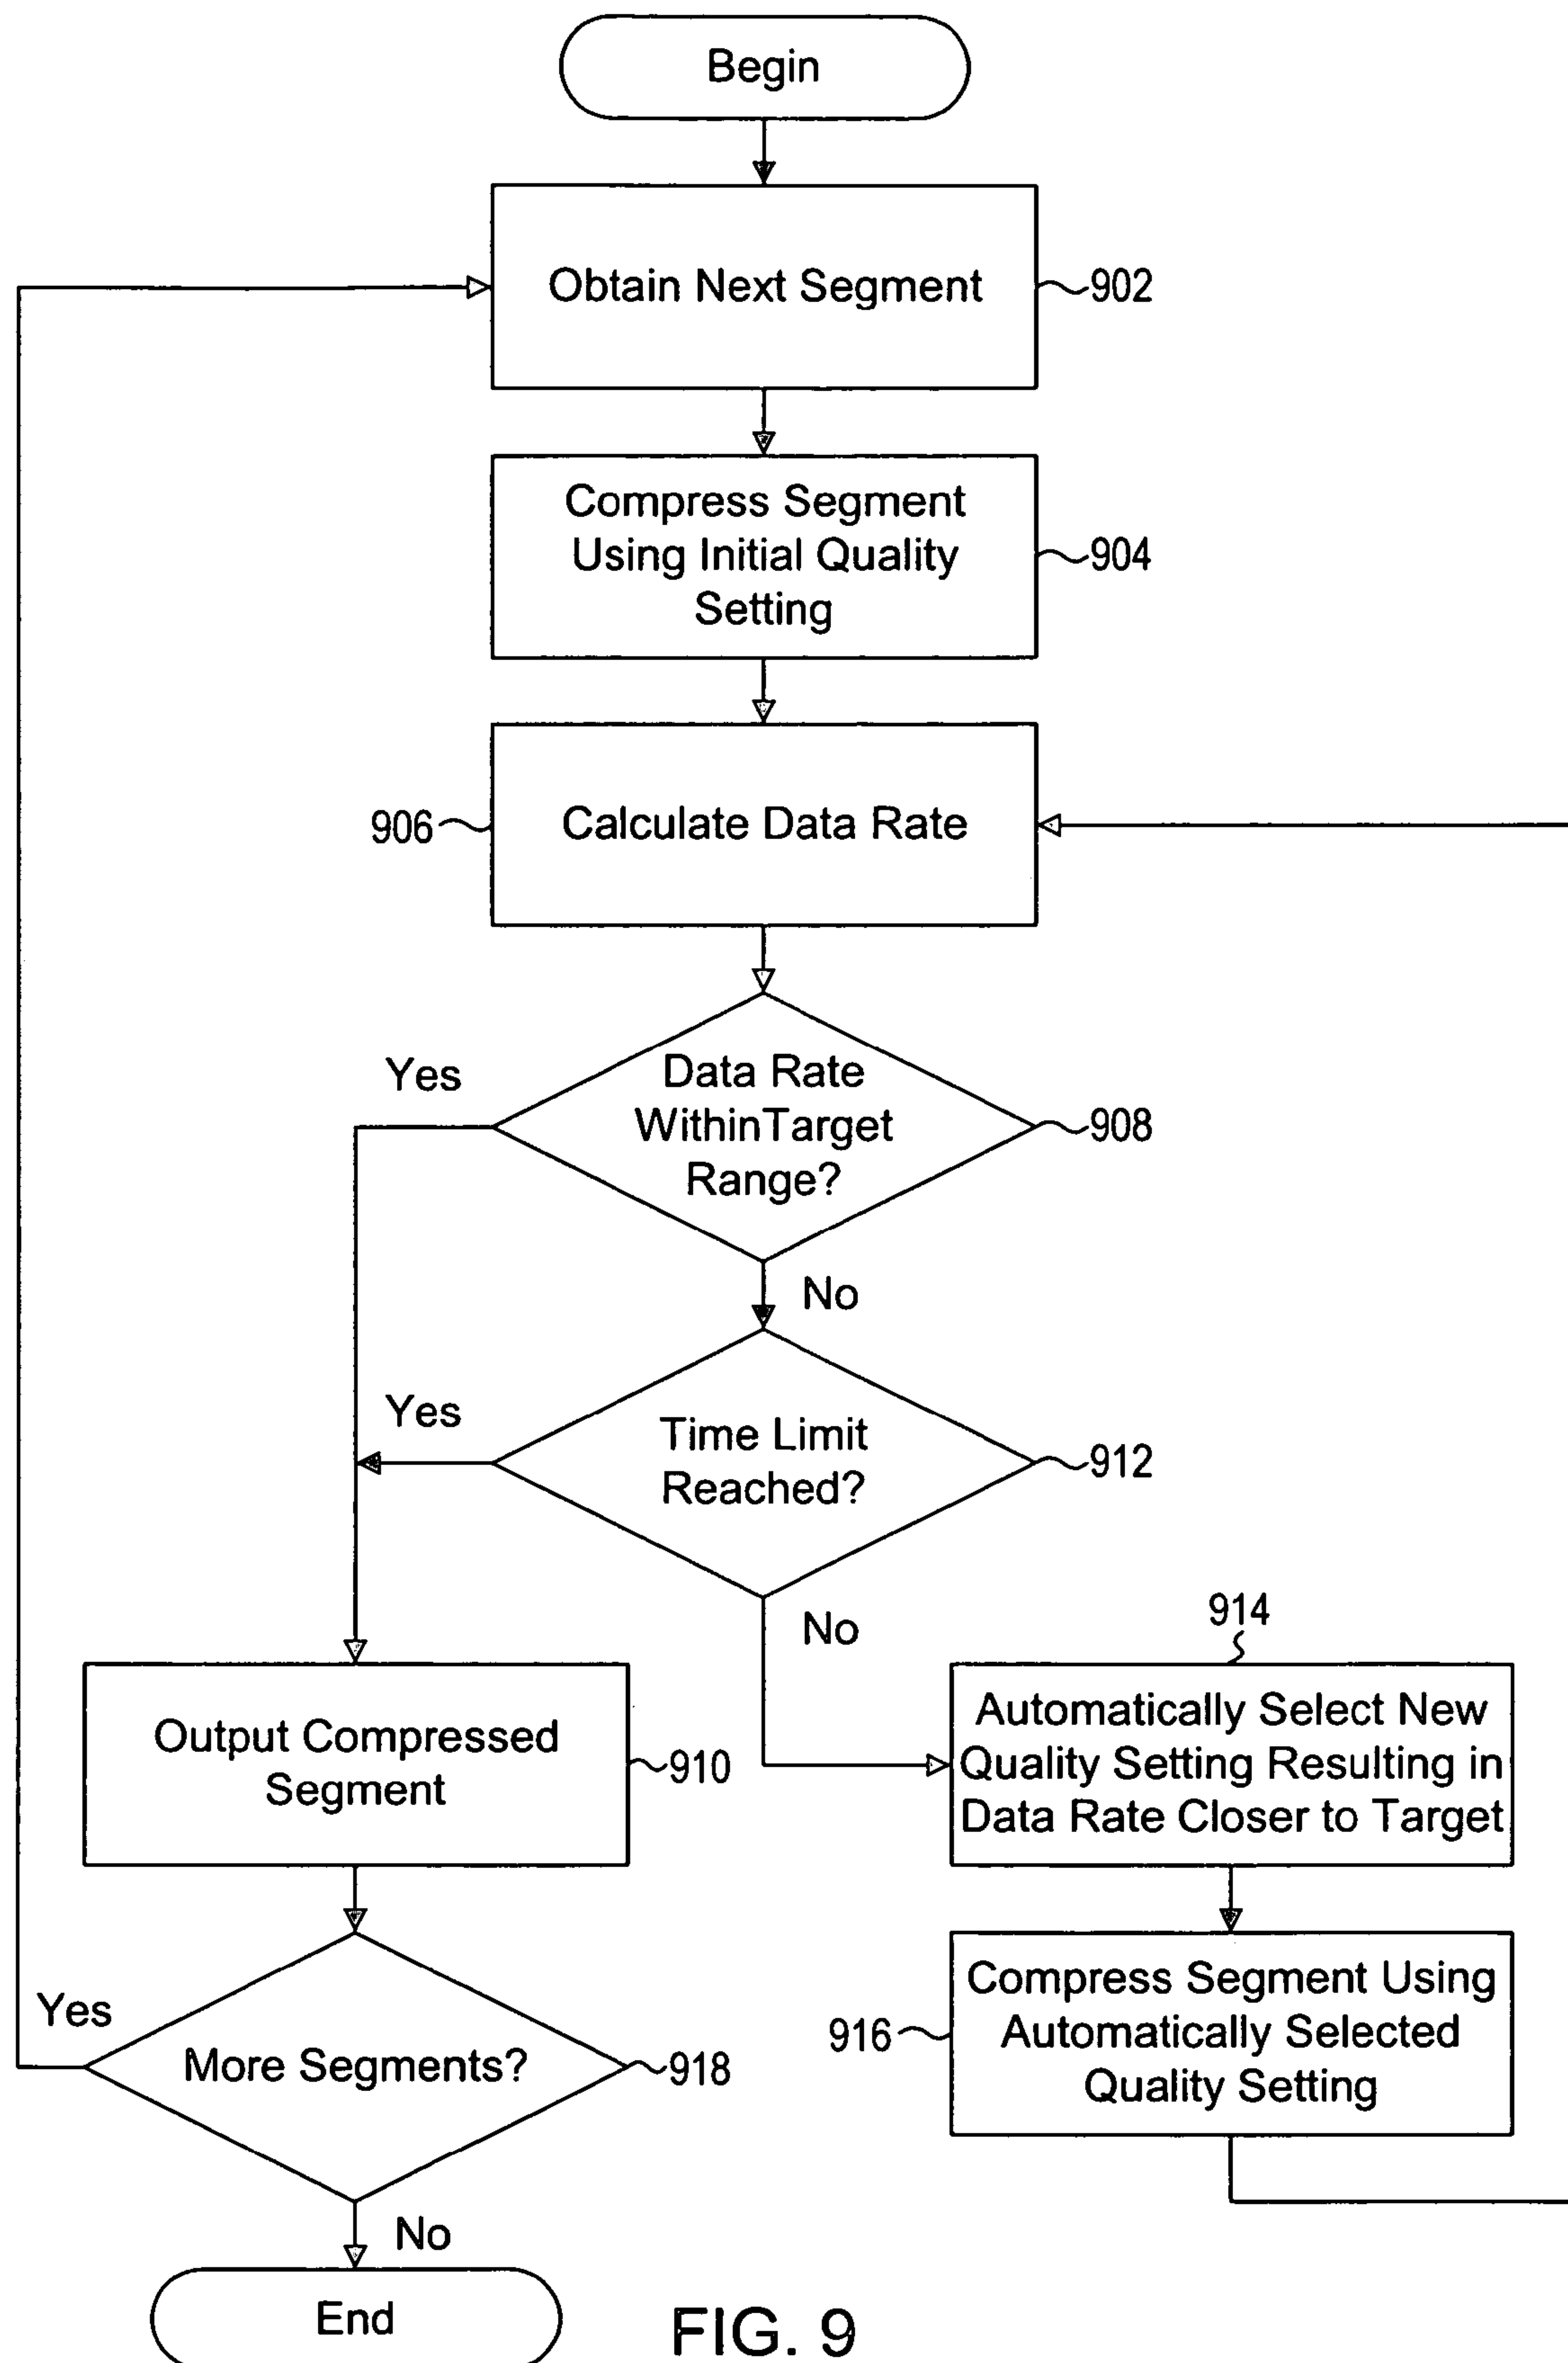 Begin
Obtain Next Segment
902
Compress Segment
Using Initial Quality
Setting
904
906
Calculate Data Rate
Yes
Data Rate
WithinTarget
Range?
908
No
Yes
Time Limit
Reached?
912
No
914
Output Compressed
Segment
910
Automatically Select New
Quality Setting Resulting in
Data Rate Closer to Target
Yes
More Segments?
918
916
Compress Segment Using
Automatically Selected
Quality Setting
No
End
FIG. 9